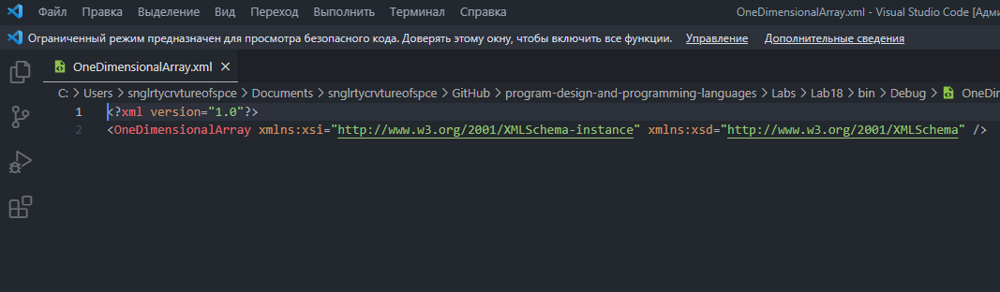 Файл Правка Выделение Вид Переход Выполнить Терминал Справка OneDimensionalArray.xml - Visual Studio Code [Адми
Ограниченный режим предназначен для просмотра безопасного кода. Доверять этому окну, чтобы включить все функции. Управление Дополнительные сведения
OneDimensionalArray.xml ×
C: > Users > snglrtycrvtureofspce > Documents > snglrtycrvtureofspce > GitHub > program-design-and-programming-languages > Labs > Lab18 > bin > Debug > OneDi
1 <?xml version="1.0"?>
2 <OneDimensionalArray xmlns:xsi="http://www.w3.org/2001/XMLSchema-instance" xmlns:xsd="http://www.w3.org/2001/XMLSchema" />